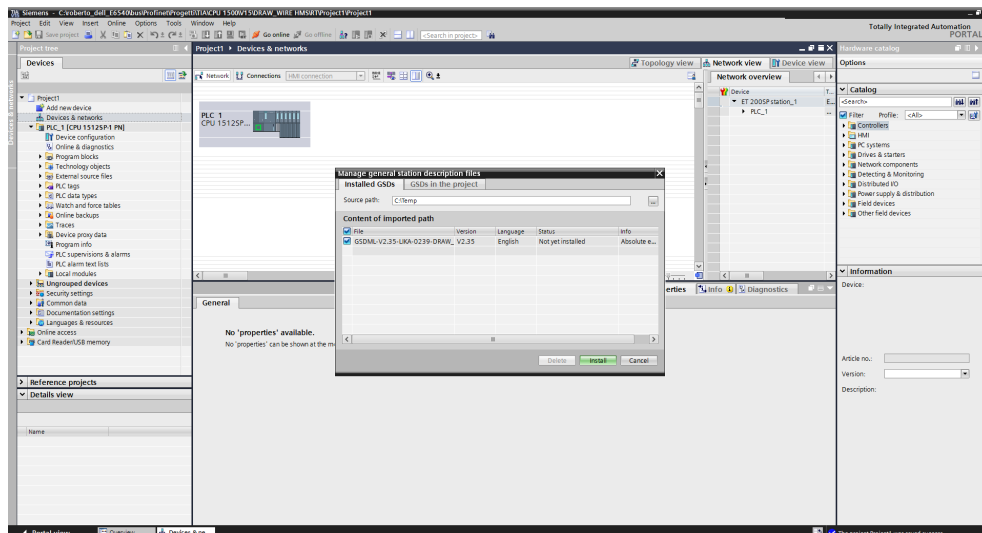 Siemens - C:\roberto_dell_E6540\bus\Profinet\Progetti\TIA\CPU 1500\V15\DRAW_WIRE HMS\RT\Project1\Project1
Project Edit View Insert Online Options Tools Window Help
Totally Integrated Automation
PORTAL
Save project
Go online
Go offline
<Search in project>
Project tree
Project1 Devices & networks
Hardware catalog
Devices
Topology view
Network view
Device view
Options
Network
Connections
HMI connection
Network overview
Devices & networks
Project1
Add new device
Devices & networks
PLC_1 [CPU 1512SP-1 PN]
Device configuration
Online & diagnostics
Program blocks
Technology objects
External source files
PLC tags
PLC data types
Watch and force tables
Online backups
Traces
Device proxy data
Program info
PLC supervisions & alarms
PLC alarm text lists
Local modules
Ungrouped devices
Security settings
Common data
Documentation settings
Languages & resources
Online access
Card Reader/USB memory
Reference projects
Details view
Name
PLC_1
CPU 1512SP...
Device
T...
ET 200SP station_1
E...
PLC_1
...
Manage general station description files
X
Installed GSDs
GSDs in the project
Source path:
C:\Temp
...
Content of imported path
File Version Language Status Info
GSDML-V2.35-LIKA-0239-DRAW_ V2.35 English Not yet installed Absolute e...
Delete
Install
Cancel
General
No 'properties' available.
No 'properties' can be shown at the m
erties
Info
Diagnostics
Catalog
<Search>
Filter
Profile:
<All>
Controllers
HMI
PC systems
Drives & starters
Network components
Detecting & Monitoring
Distributed I/O
Power supply & distribution
Field devices
Other field devices
Information
Device:
Article no.:
Version:
Description:
Portal view
Overview